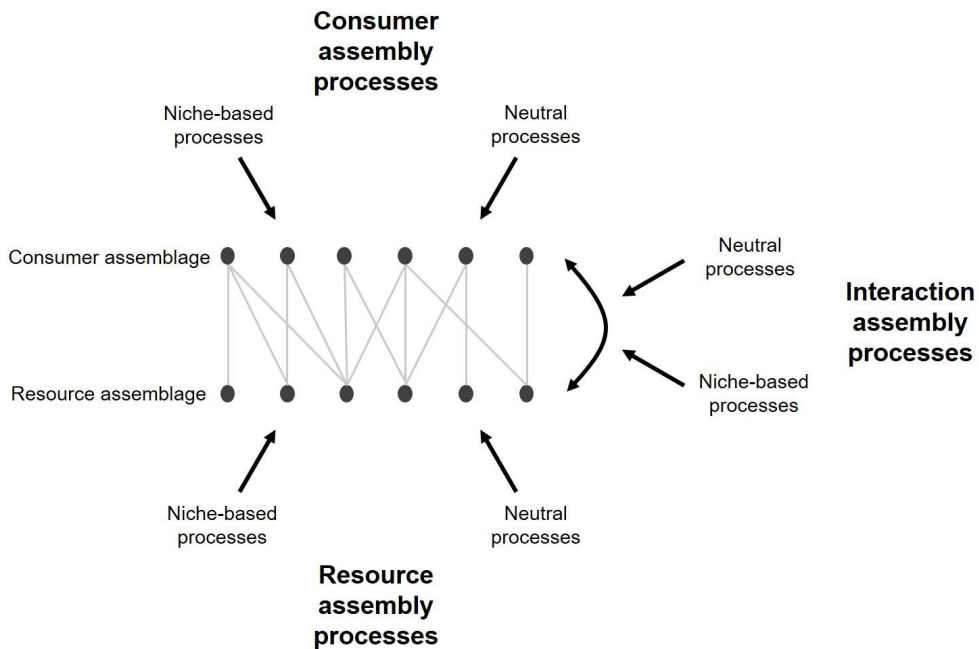 Consumer
assembly
processes
Niche-based
processes
Neutral
processes
Consumer assemblage
Neutral
processes
Interaction
assembly
processes
Resource assemblage
Niche-based
processes
Niche-based
processes
Neutral
processes
Resource
assembly
processes